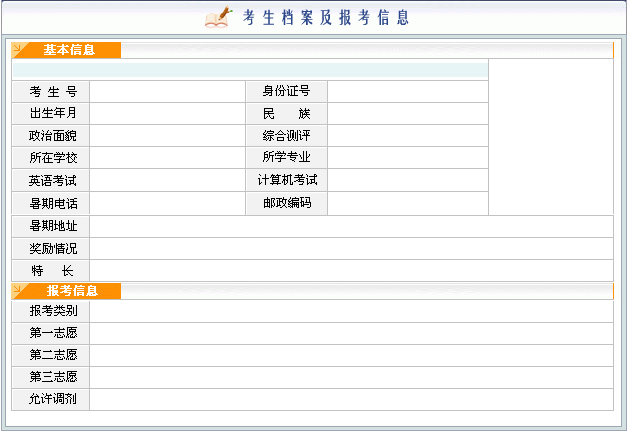 考生档案及报考信息
基本信息
考 生 号 身份证号
出生年月 民 族
政治面貌 综合测评
所在学校 所学专业
英语考试 计算机考试
暑期电话 邮政编码
暑期地址
奖励情况
特 长
报考信息
报考类别
第一志愿
第二志愿
第三志愿
允许调剂